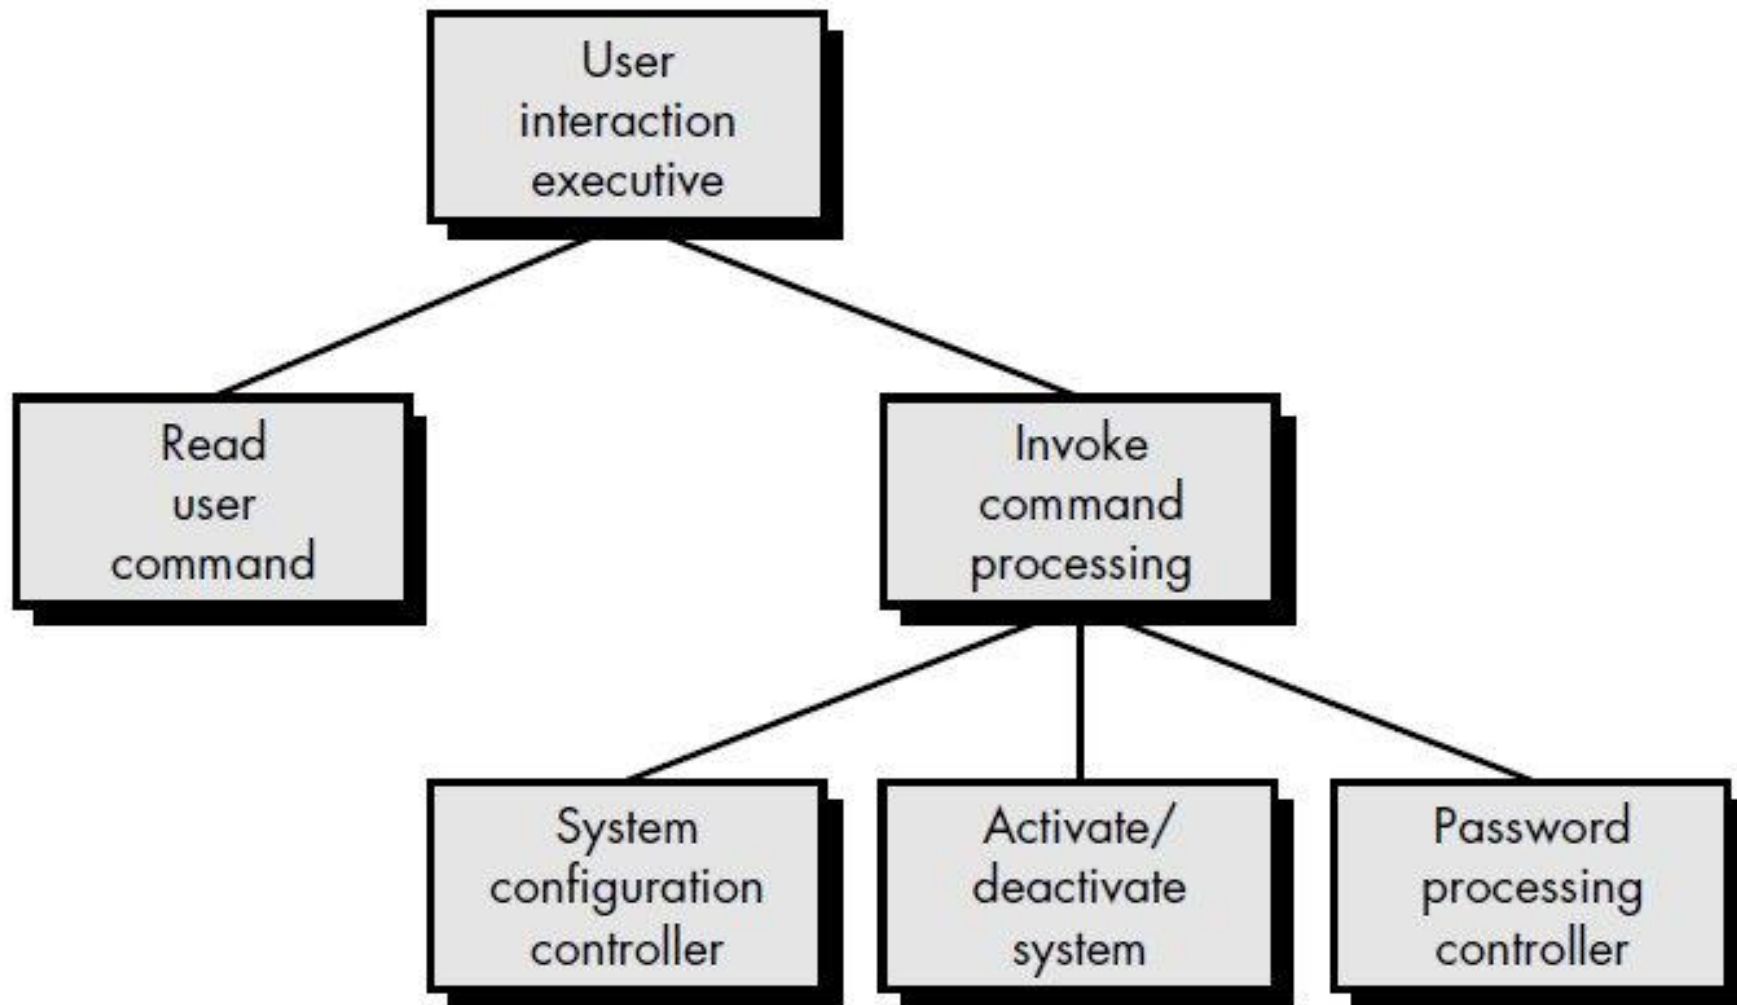 User
interaction
executive
Read
user
command
Invoke
command
processing
System
configuration
controller
Activate/
deactivate
system
Password
processing
controller